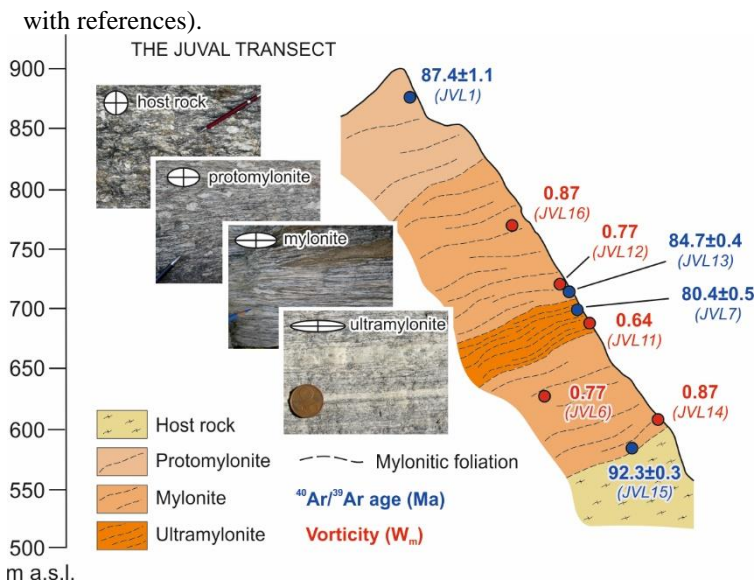 with references).
THE JUVAL TRANSECT
900
850
800
750
700
650
600
550
500
m a.s.l.
host rock
protomylonite
mylonite
ultramylonite
87.4±1.1
(JVL1)
0.87
(JVL16)
0.77
(JVL12)
84.7±0.4
(JVL13)
80.4±0.5
(JVL7)
0.64
(JVL11)
0.77
(JVL6)
0.87
(JVL14)
92.3±0.3
(JVL15)
Host rock
Protomylonite
Mylonite
Ultramylonite
Mylonitic foliation
⁴⁰Ar/³⁹Ar age (Ma)
Vorticity (Wₘ)